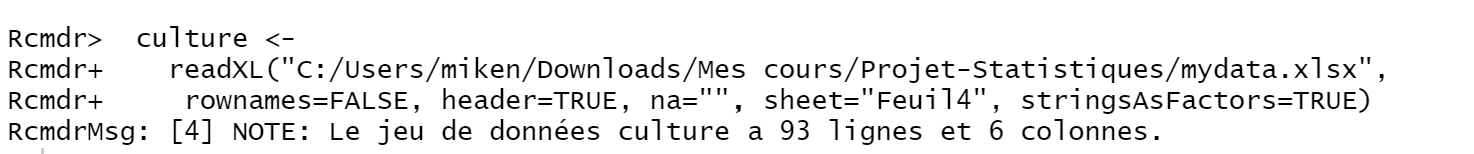 Rcmdr>  culture <-
Rcmdr+    readXL("C:/Users/miken/Downloads/Mes cours/Projet-Statistiques/mydata.xlsx",
Rcmdr+     rownames=FALSE, header=TRUE, na="", sheet="Feuil4", stringsAsFactors=TRUE)
RcmdrMsg: [4] NOTE: Le jeu de données culture a 93 lignes et 6 colonnes.